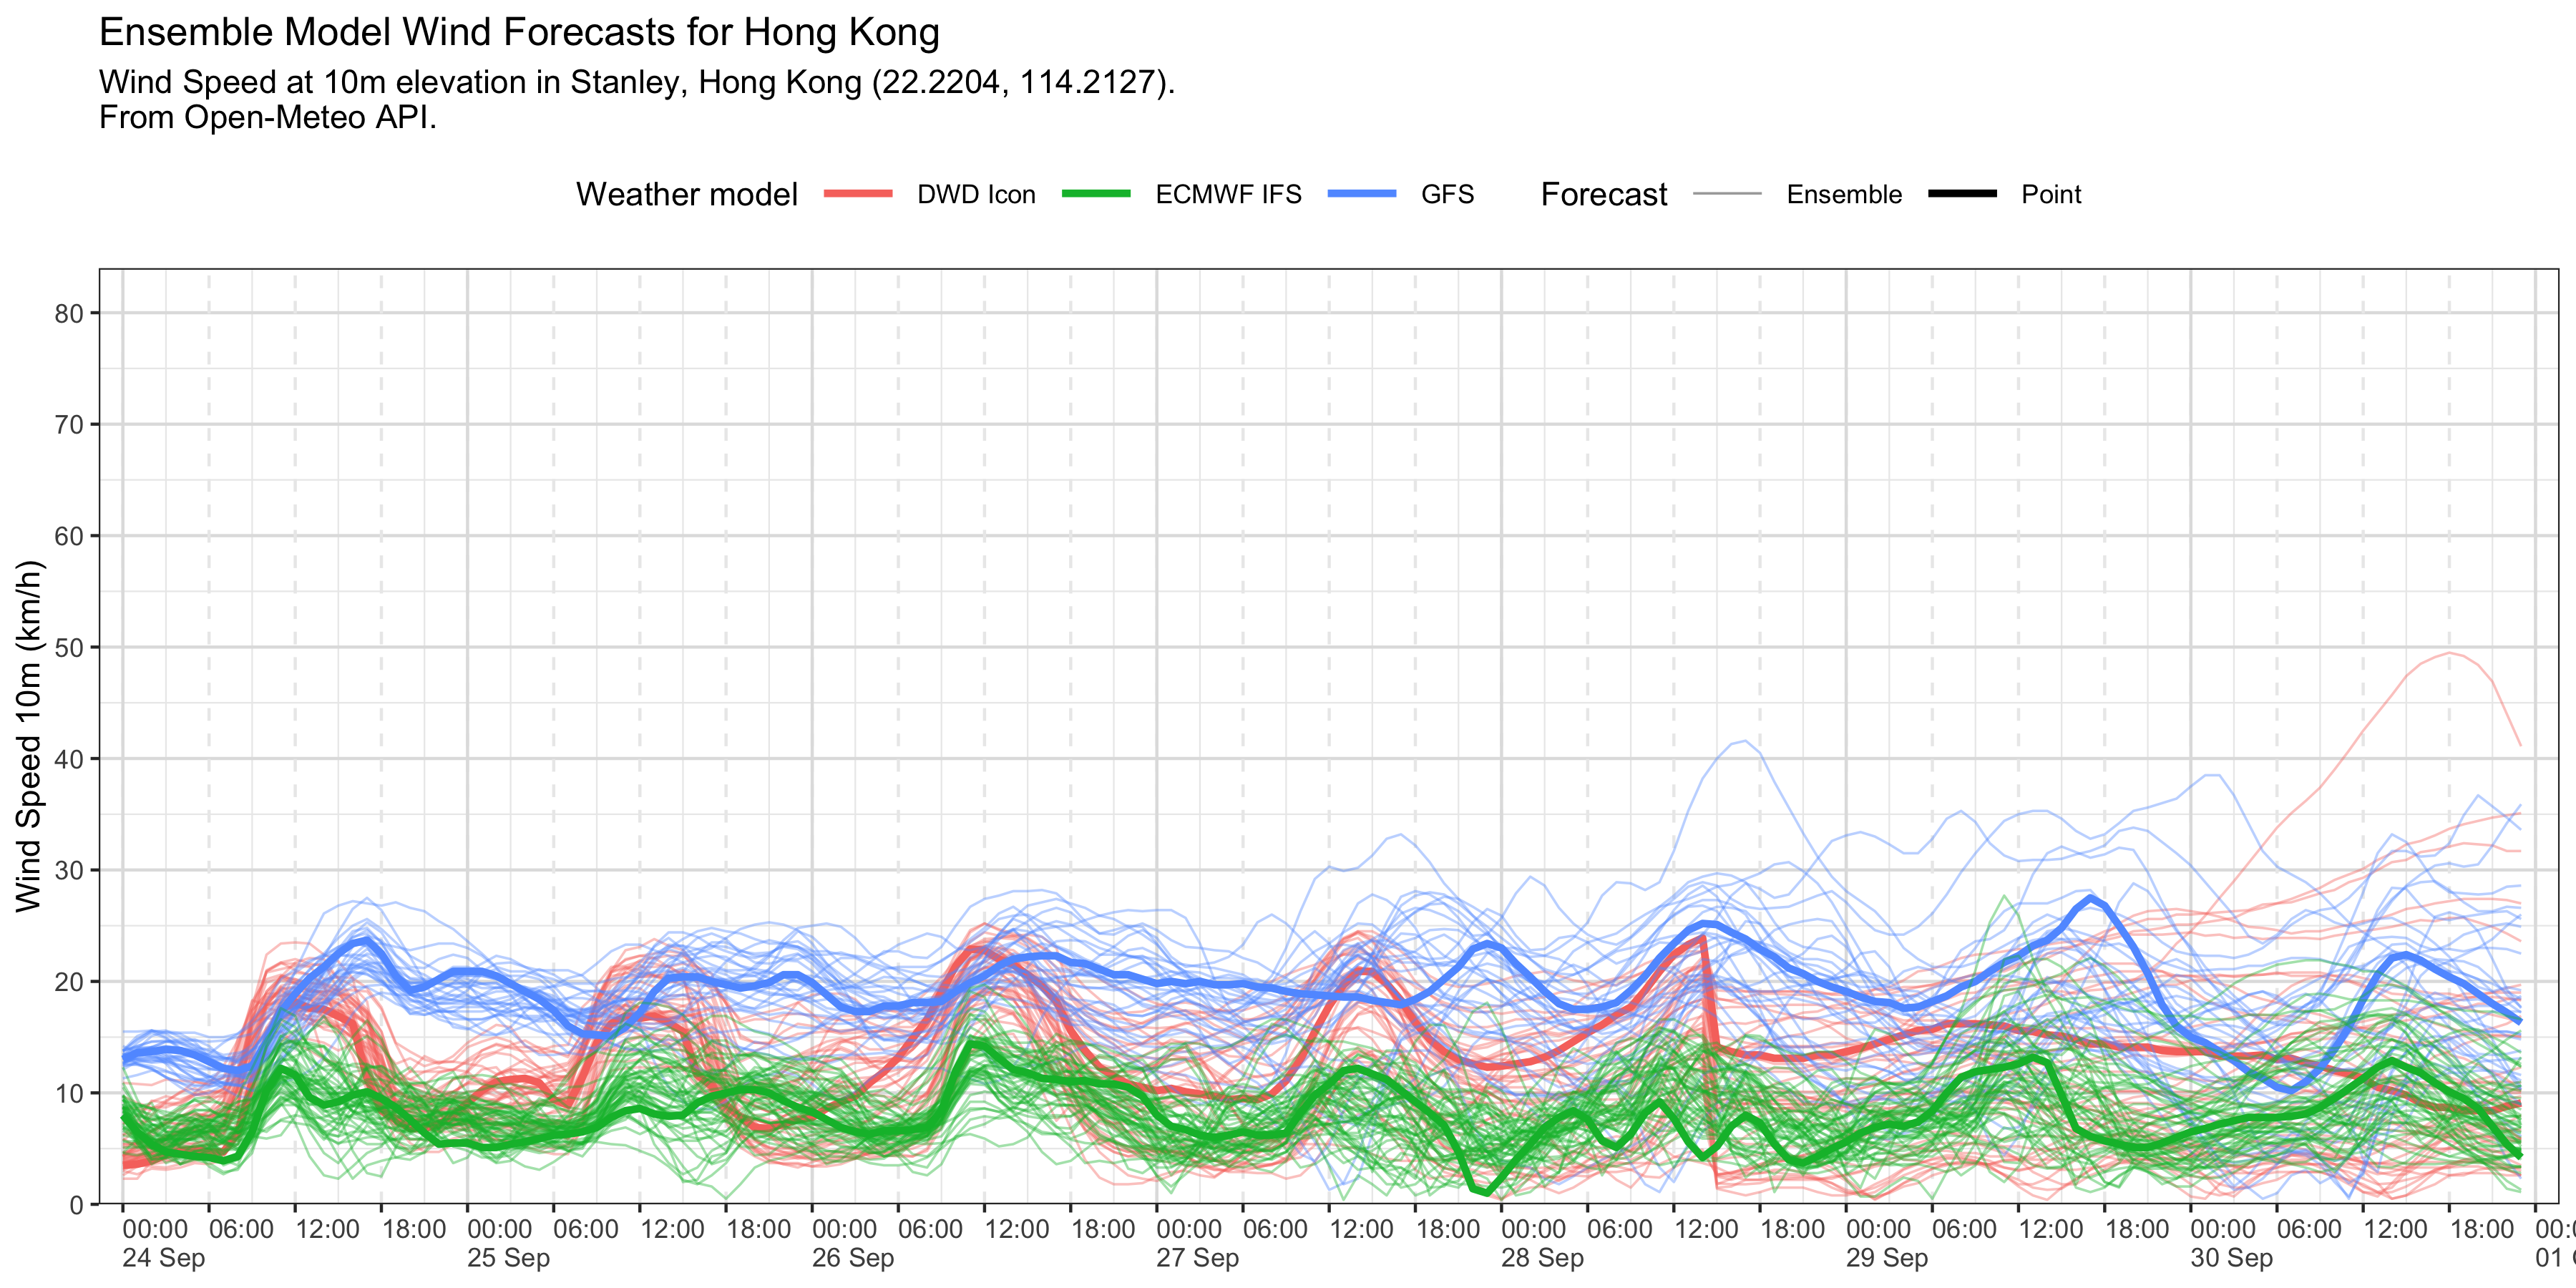 Ensemble Model Wind Forecasts for Hong Kong
Wind Speed at 10m elevation in Stanley, Hong Kong (22.2204, 114.2127).
From Open-Meteo API.
Weather model DWD Icon ECMWF IFS GFS Forecast Ensemble Point
Wind Speed 10m (km/h)
80
70
60
50
40
30
20
10
0
00:00 06:00 12:00 18:00 00:00 06:00 12:00 18:00 00:00 06:00 12:00 18:00 00:00 06:00 12:00 18:00 00:00 06:00 12:00 18:00 00:00 06:00 12:00 18:00 00:00 06:00 12:00 18:00
24 Sep 25 Sep 26 Sep 27 Sep 28 Sep 29 Sep 30 Sep 01